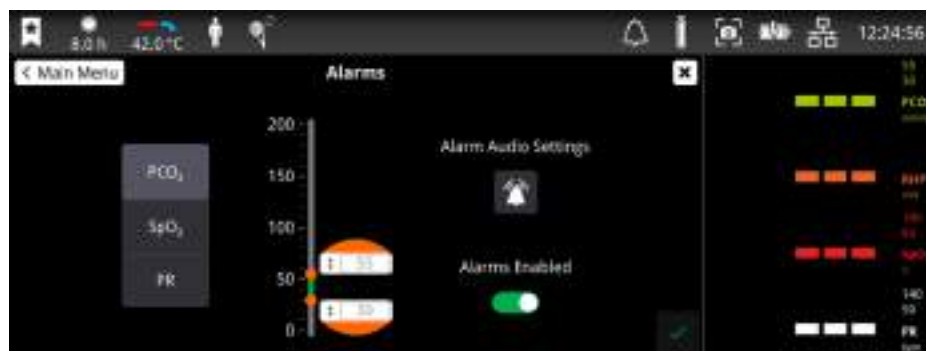 8.0 h 42.0 °C 12:24:56
< Main Menu Alarms
200
150
100
50
0
PCO₂
SpO₂
PR
Alarm Audio Settings
Alarms Enabled
140
50
PR